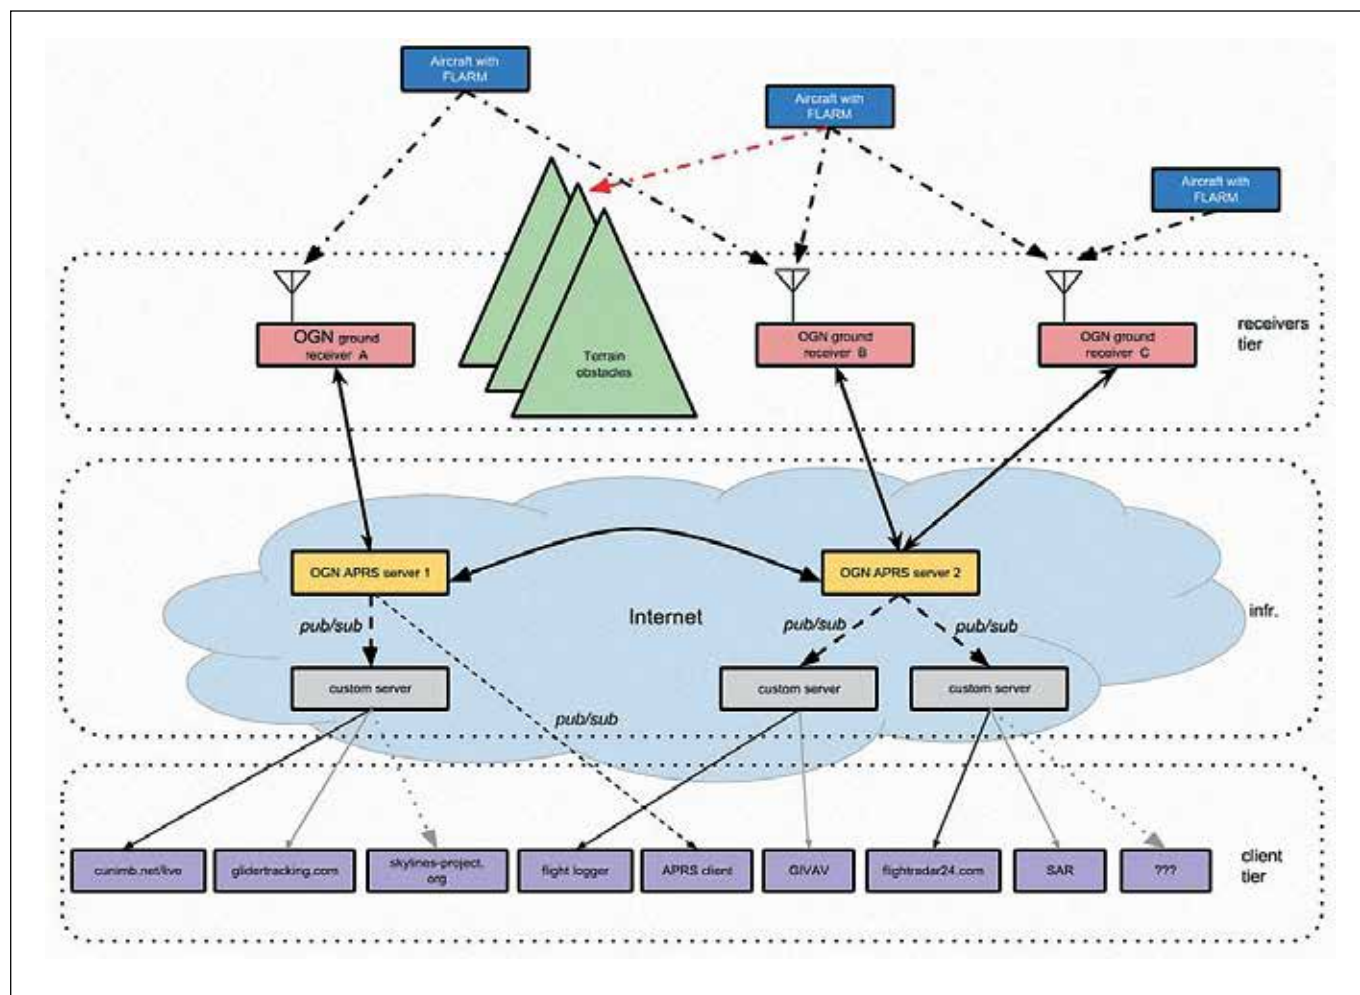 Aircraft with
FLARM
Aircraft with
FLARM
Aircraft with
FLARM
OGN ground
receiver A
Terrain
obstacles
OGN ground
receiver B
OGN ground
receiver C
receivers
tier
OGN APRS server 1
OGN APRS server 2
Internet
infr.
pub/sub
pub/sub
pub/sub
custom server
custom server
custom server
pub/sub
cunimb.net/live
glidertracking.com
skylines-project.
org
flight logger
APRS client
GIVAV
flightradar24.com
SAR
???
client
tier